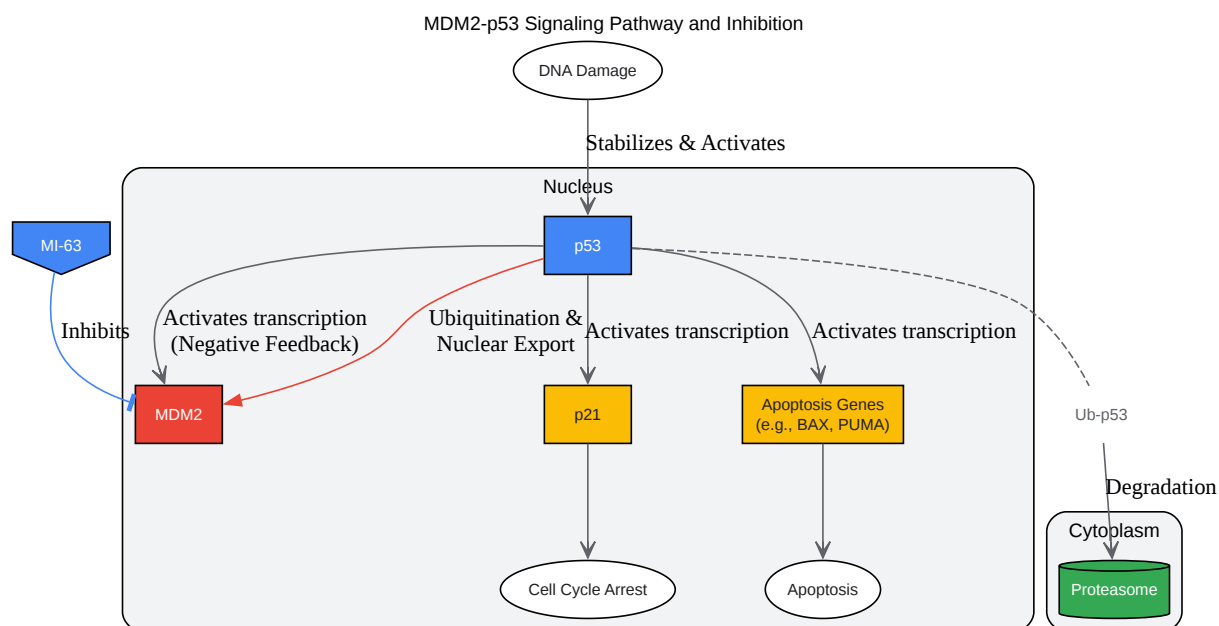 MDM2-p53 Signaling Pathway and Inhibition
DNA Damage
Stabilizes & Activates
Nucleus
MI-63
p53
Inhibits
Activates transcription
(Negative Feedback)
Ubiquitination &
Nuclear Export
Activates transcription
Activates transcription
MDM2
p21
Apoptosis Genes
(e.g., BAX, PUMA)
Ub-p53
Degradation
Cytoplasm
Cell Cycle Arrest
Apoptosis
Proteasome